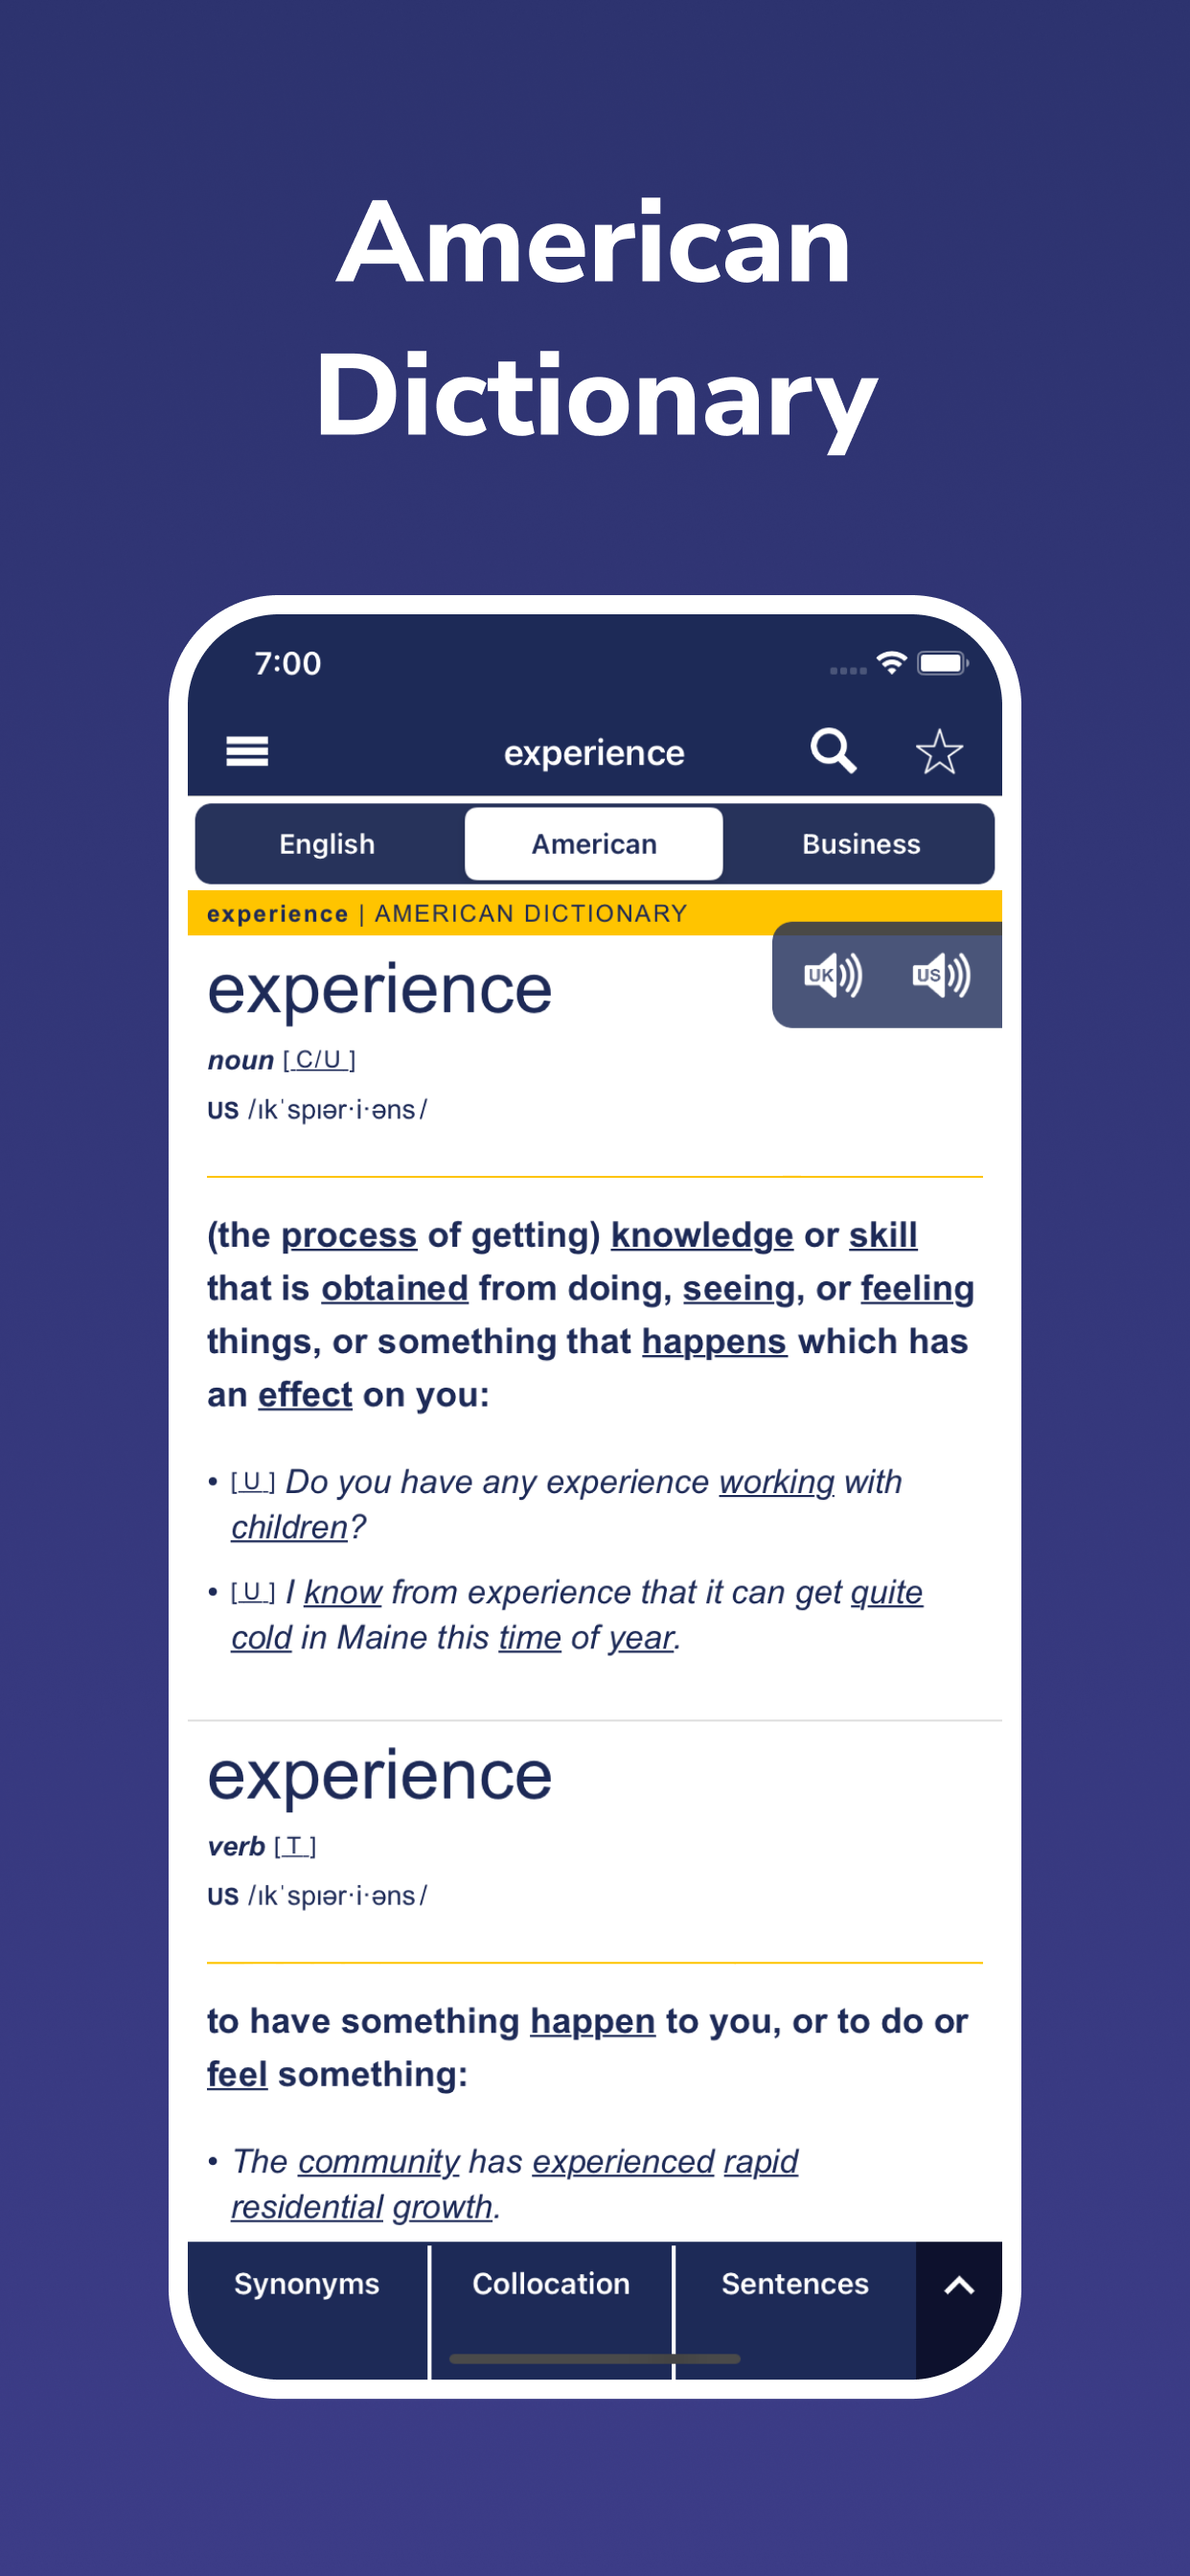 American
Dictionary
7:00
experience
English American Business
experience | AMERICAN DICTIONARY
UK US
experience
noun [ C/U ]
US /ɪkˈspɪər·i·əns/
(the process of getting) knowledge or skill
that is obtained from doing, seeing, or feeling
things, or something that happens which has
an effect on you:
• [ U ] Do you have any experience working with
children?
• [ U ] I know from experience that it can get quite
cold in Maine this time of year.
experience
verb [ T ]
US /ɪkˈspɪər·i·əns/
to have something happen to you, or to do or
feel something:
• The community has experienced rapid
residential growth.
Synonyms Collocation Sentences